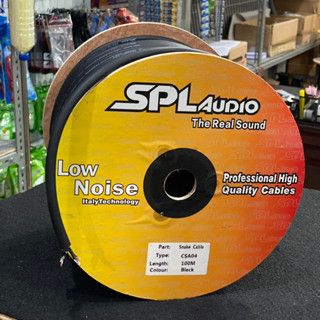 SPL AUDIO
The Real Sound
Low
Noise
ItalyTechnology
Professional High
Quality Cables
Part: Snake Cable
Type: CSA04
Length: 100M
Colour: Black